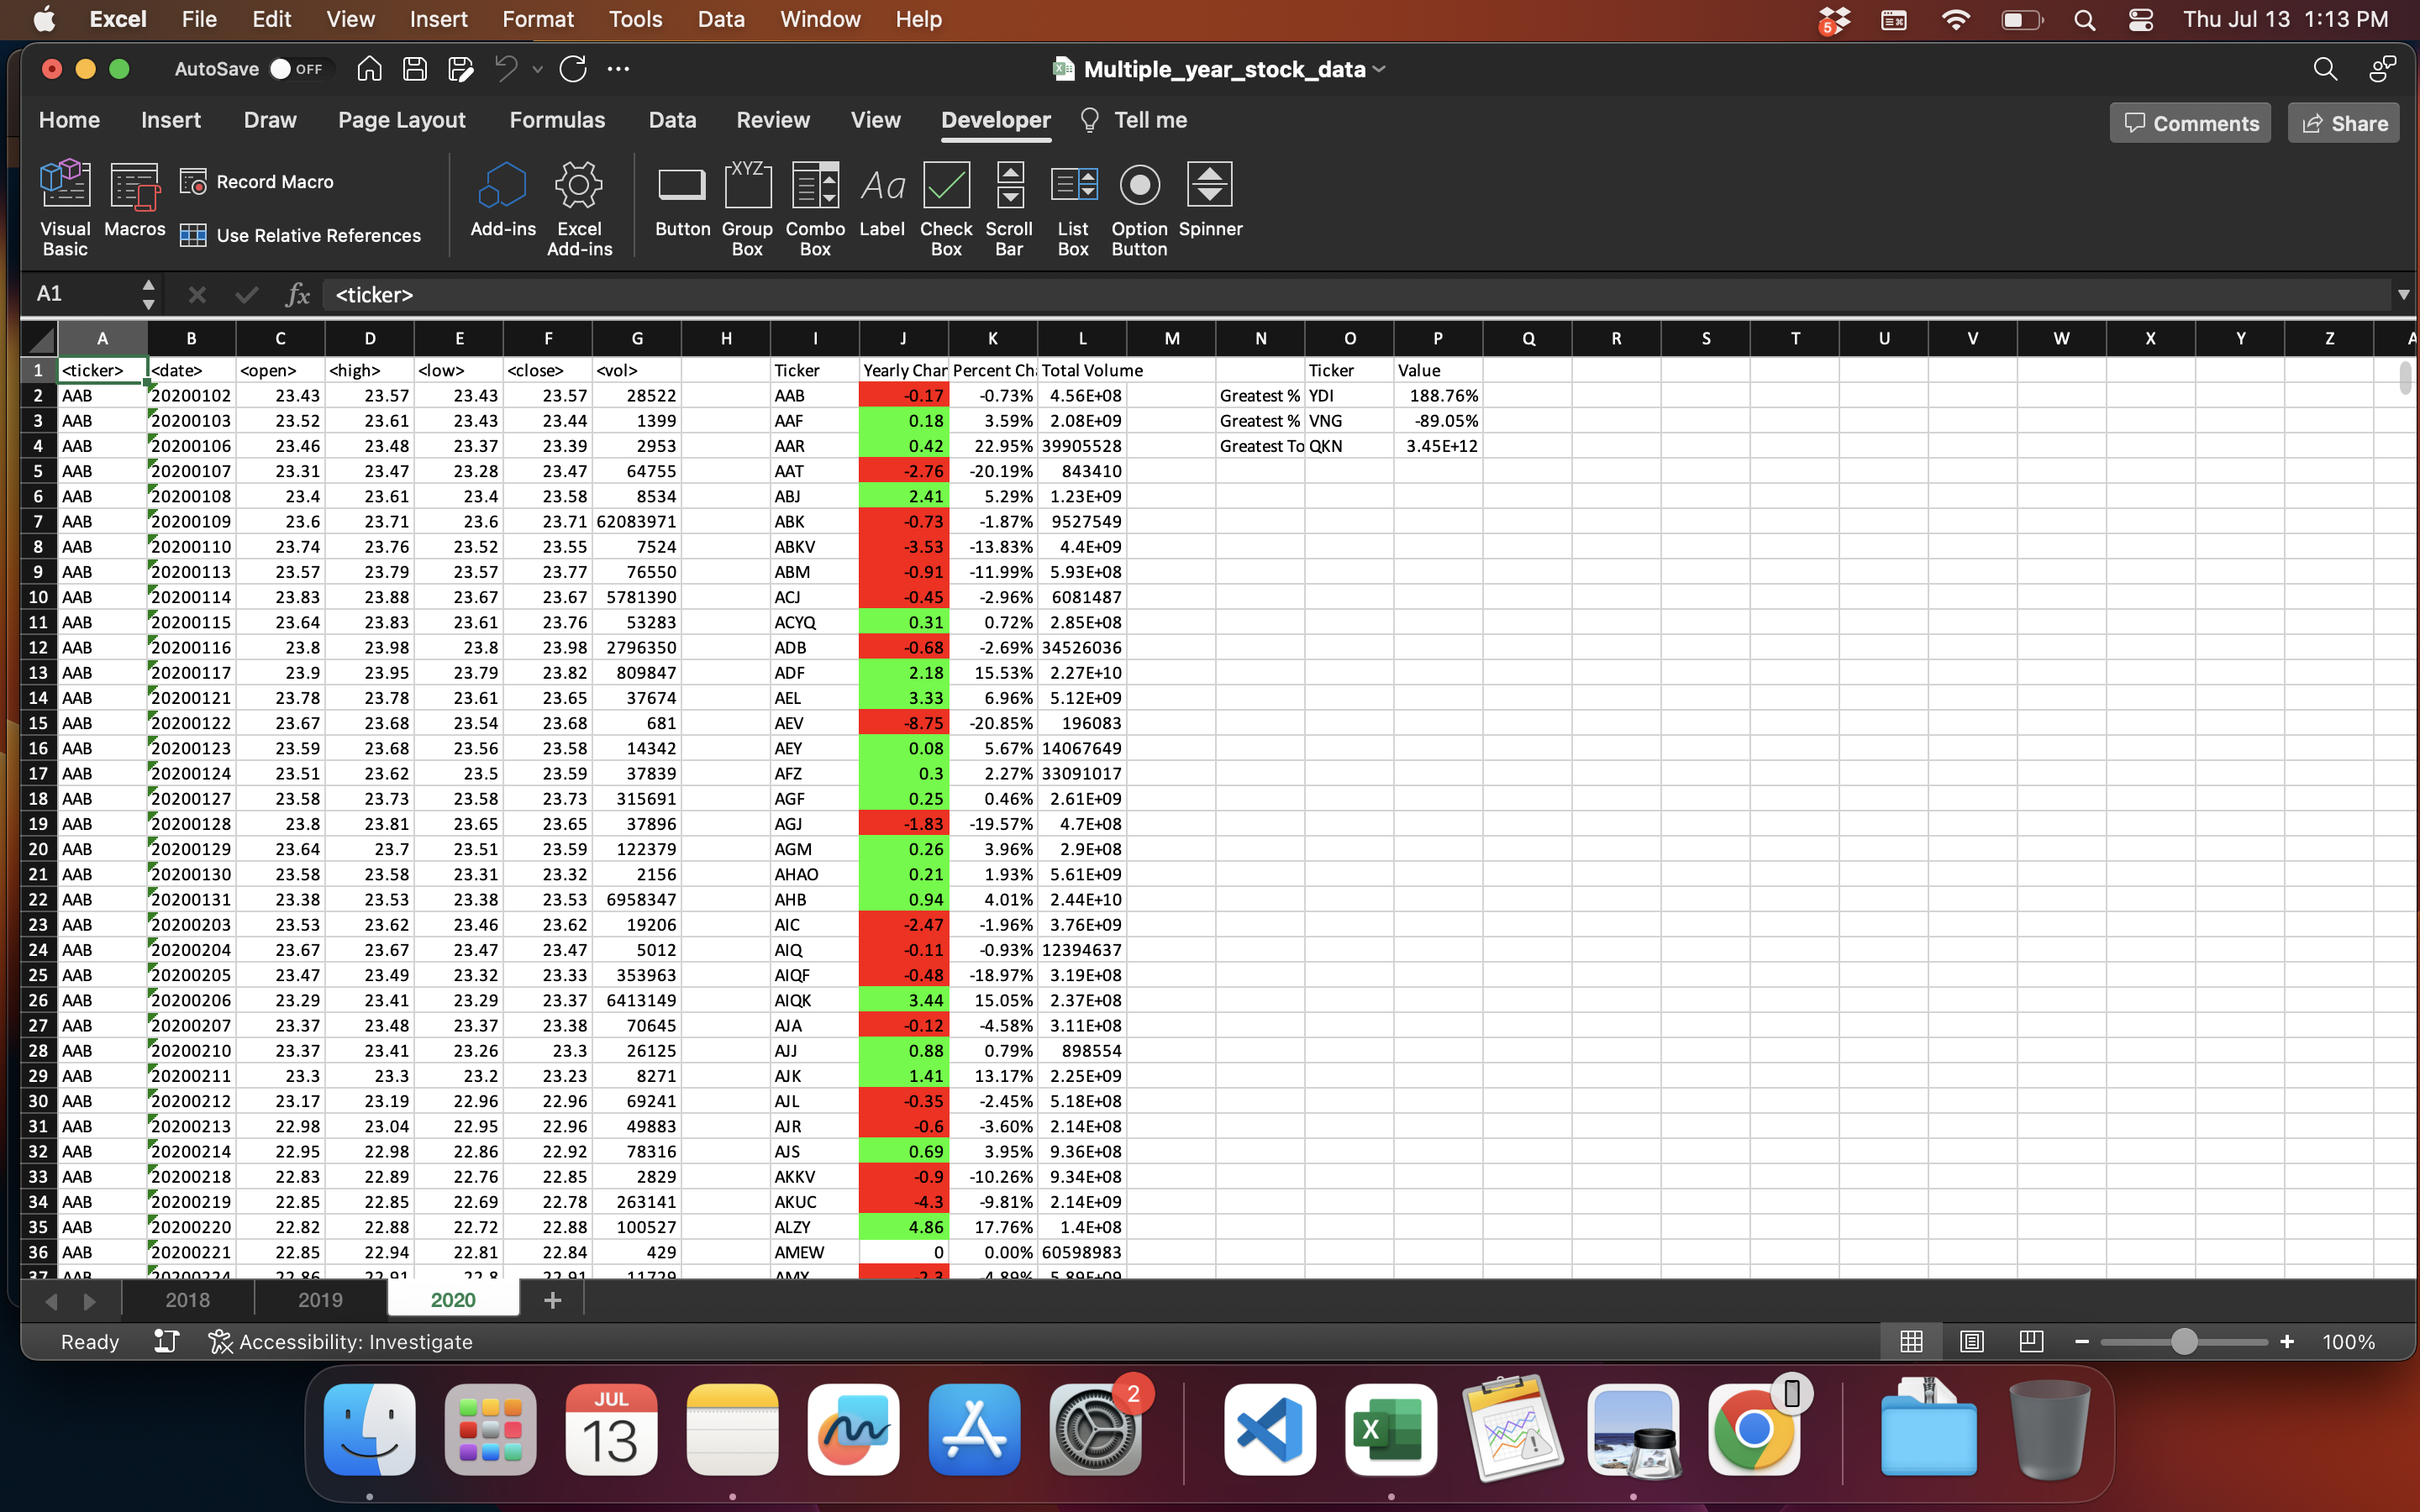 Excel File Edit View Insert Format Tools Data Window Help 5 Thu Jul 13 1:13 PM
AutoSave OFF Multiple_year_stock_data
Home Insert Draw Page Layout Formulas Data Review View Developer Tell me Comments Share
Visual Basic Macros Record Macro Use Relative References Add-ins Excel Add-ins Button XYZ Group Box Combo Box Aa Label Check Box Scroll Bar List Box Option Button Spinner
A1 fx <ticker>
A B C D E F G H I J K L M N O P Q R S T U V W X Y Z
1 <ticker> <date> <open> <high> <low> <close> <vol> Ticker Yearly Char Percent Ch Total Volume Ticker Value
2 AAB 20200102 23.43 23.57 23.43 23.57 28522 AAB -0.17 -0.73% 4.56E+08 Greatest % YDI 188.76%
3 AAB 20200103 23.52 23.61 23.43 23.44 1399 AAF 0.18 3.59% 2.08E+09 Greatest % VNG -89.05%
4 AAB 20200106 23.46 23.48 23.37 23.39 2953 AAR 0.42 22.95% 39905528 Greatest To QKN 3.45E+12
5 AAB 20200107 23.31 23.47 23.28 23.47 64755 AAT -2.76 -20.19% 843410
6 AAB 20200108 23.4 23.61 23.4 23.58 8534 ABJ 2.41 5.29% 1.23E+09
7 AAB 20200109 23.6 23.71 23.6 23.71 62083971 ABK -0.73 -1.87% 9527549
8 AAB 20200110 23.74 23.76 23.52 23.55 7524 ABKV -3.53 -13.83% 4.4E+09
9 AAB 20200113 23.57 23.79 23.57 23.77 76550 ABM -0.91 -11.99% 5.93E+08
10 AAB 20200114 23.83 23.88 23.67 23.67 5781390 ACJ -0.45 -2.96% 6081487
11 AAB 20200115 23.64 23.83 23.61 23.76 53283 ACYQ 0.31 0.72% 2.85E+08
12 AAB 20200116 23.8 23.98 23.8 23.98 2796350 ADB -0.68 -2.69% 34526036
13 AAB 20200117 23.9 23.95 23.79 23.82 809847 ADF 2.18 15.53% 2.27E+10
14 AAB 20200121 23.78 23.78 23.61 23.65 37674 AEL 3.33 6.96% 5.12E+09
15 AAB 20200122 23.67 23.68 23.54 23.68 681 AEV -8.75 -20.85% 196083
16 AAB 20200123 23.59 23.68 23.56 23.58 14342 AEY 0.08 5.67% 14067649
17 AAB 20200124 23.51 23.62 23.5 23.59 37839 AFZ 0.3 2.27% 33091017
18 AAB 20200127 23.58 23.73 23.58 23.73 315691 AGF 0.25 0.46% 2.61E+09
19 AAB 20200128 23.8 23.81 23.65 23.65 37896 AGJ -1.83 -19.57% 4.7E+08
20 AAB 20200129 23.64 23.7 23.51 23.59 122379 AGM 0.26 3.96% 2.9E+08
21 AAB 20200130 23.58 23.58 23.31 23.32 2156 AHAO 0.21 1.93% 5.61E+09
22 AAB 20200131 23.38 23.53 23.38 23.53 6958347 AHB 0.94 4.01% 2.44E+10
23 AAB 20200203 23.53 23.62 23.46 23.62 19206 AIC -2.47 -1.96% 3.76E+09
24 AAB 20200204 23.67 23.67 23.47 23.47 5012 AIQ -0.11 -0.93% 12394637
25 AAB 20200205 23.47 23.49 23.32 23.33 353963 AIQF -0.48 -18.97% 3.19E+08
26 AAB 20200206 23.29 23.41 23.29 23.37 6413149 AIQK 3.44 15.05% 2.37E+08
27 AAB 20200207 23.37 23.48 23.37 23.38 70645 AJA -0.12 -4.58% 3.11E+08
28 AAB 20200210 23.37 23.41 23.26 23.3 26125 AJJ 0.88 0.79% 898554
29 AAB 20200211 23.3 23.3 23.2 23.23 8271 AJK 1.41 13.17% 2.25E+09
30 AAB 20200212 23.17 23.19 22.96 22.96 69241 AJL -0.35 -2.45% 5.18E+08
31 AAB 20200213 22.98 23.04 22.95 22.96 49883 AJR -0.6 -3.60% 2.14E+08
32 AAB 20200214 22.95 22.98 22.86 22.92 78316 AJS 0.69 3.95% 9.36E+08
33 AAB 20200218 22.83 22.89 22.76 22.85 2829 AKKV -0.9 -10.26% 9.34E+08
34 AAB 20200219 22.85 22.85 22.69 22.78 263141 AKUC -4.3 -9.81% 2.14E+09
35 AAB 20200220 22.82 22.88 22.72 22.88 100527 ALZY 4.86 17.76% 1.4E+08
36 AAB 20200221 22.85 22.94 22.81 22.84 429 AMEW 0 0.00% 60598983
37 AAB 20200224 22.86 22.91 22.8 22.91 11729 AMY -2.3 -4.89% 5.89E+09
2018 2019 2020
Ready Accessibility: Investigate 100%
JUL 13 2 X